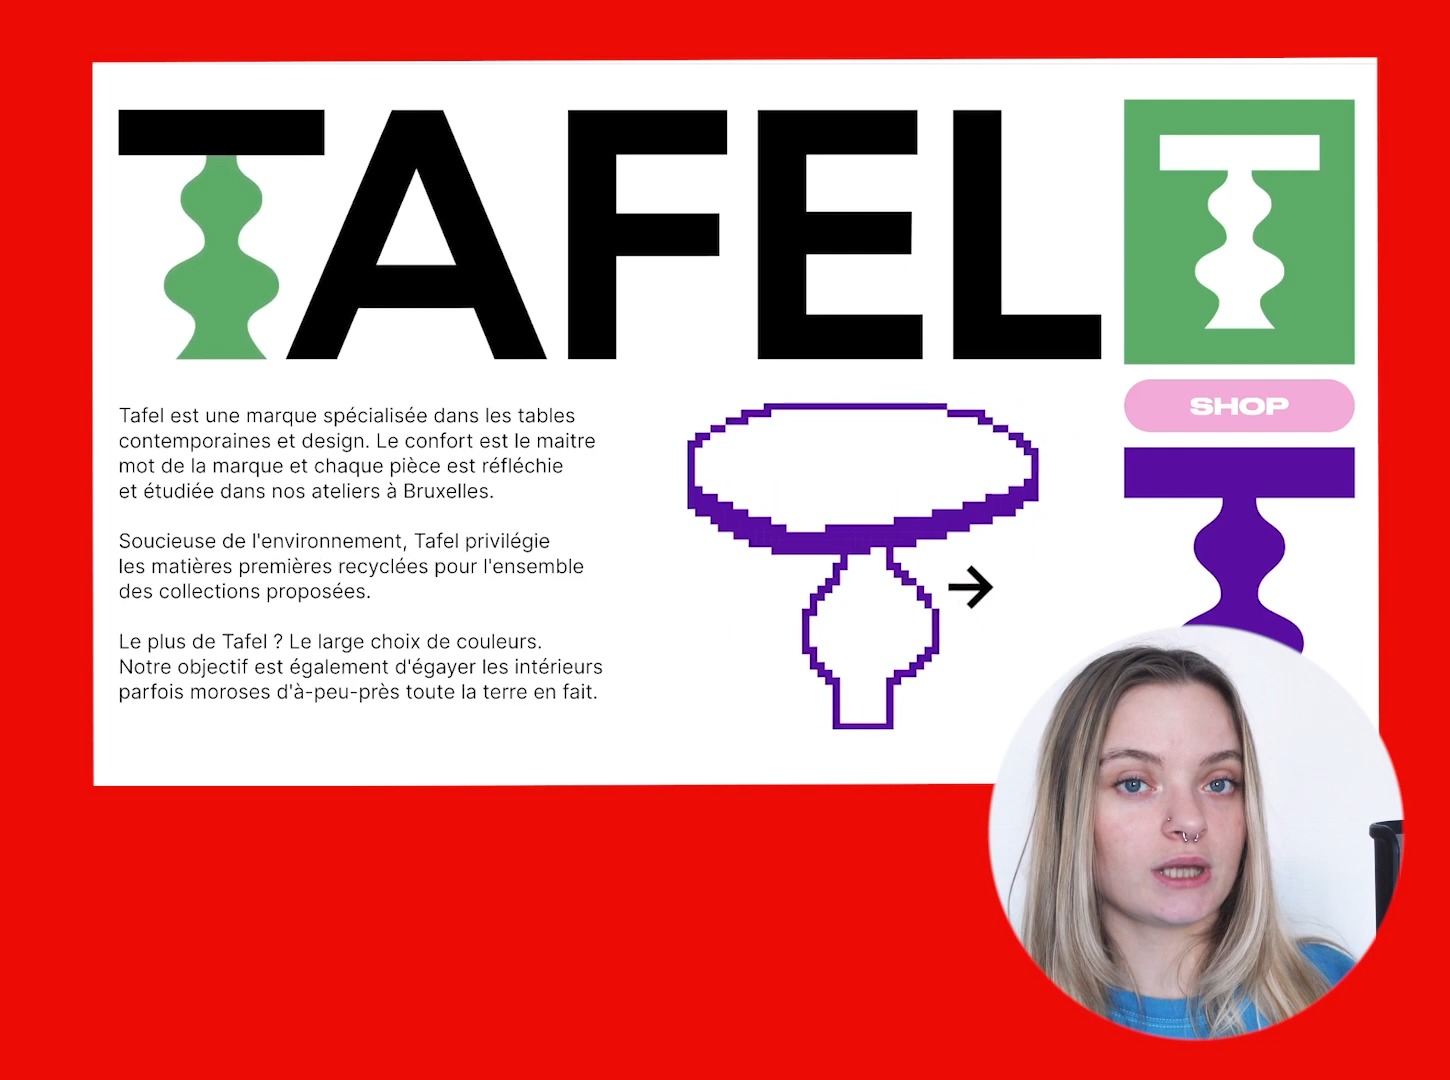 TAFEL
T
SHOP
Tafel est une marque spécialisée dans les tables
contemporaines et design. Le confort est le maitre
mot de la marque et chaque pièce est réfléchie
et étudiée dans nos ateliers à Bruxelles.
Soucieuse de l'environnement, Tafel privilégie
les matières premières recyclées pour l'ensemble
des collections proposées.
Le plus de Tafel ? Le large choix de couleurs.
Notre objectif est également d'égayer les intérieurs
parfois moroses d'à-peu-près toute la terre en fait.